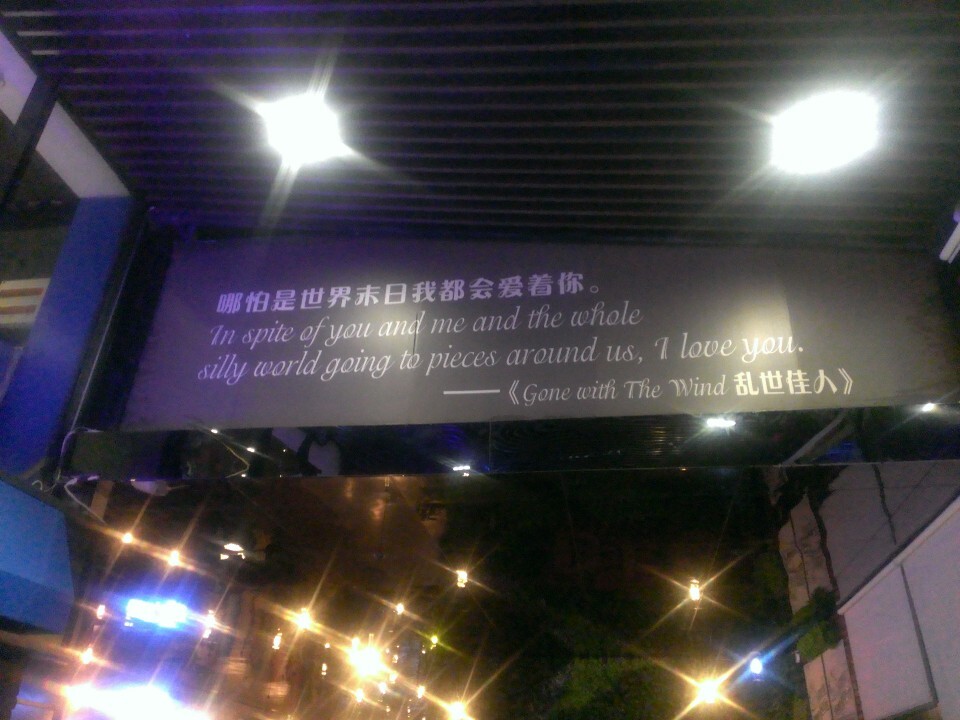 哪怕是世界末日我都会爱着你。
In spite of you and me and the whole
silly world going to pieces around us, I love you.
——《Gone with The Wind 乱世佳人》